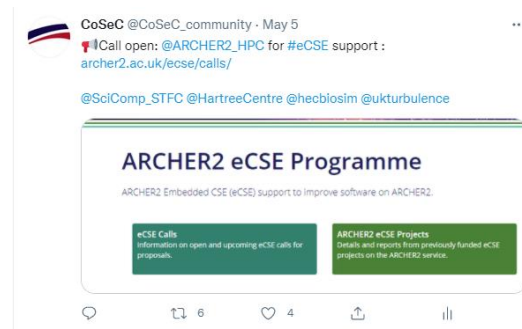 CoSeC @CoSeC_community · May 5
Call open: @ARCHER2_HPC for #eCSE support :
archer2.ac.uk/ecse/calls/
@SciComp_STFC @HartreeCentre @hecbiosim @ukturbulence
ARCHER2 eCSE Programme
ARCHER2 Embedded CSE (eCSE) support to improve software on ARCHER2.
eCSE Calls
Information on open and upcoming eCSE calls for
proposals.
ARCHER2 eCSE Projects
Details and reports from previously funded eCSE
projects on the ARCHER2 service.
6
4